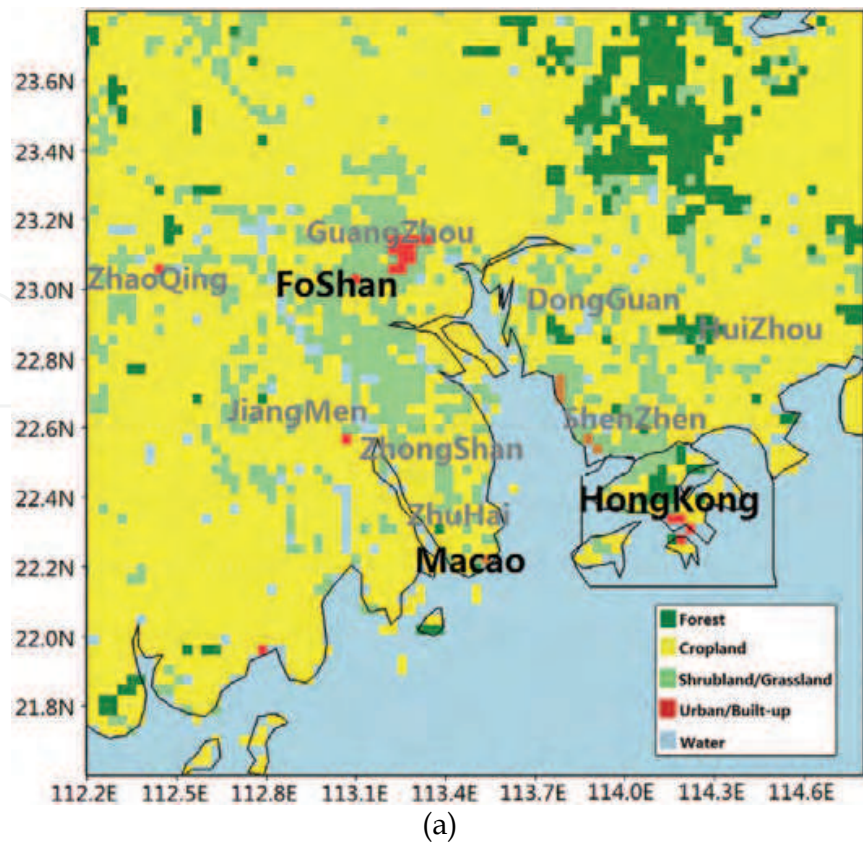 23.6N
23.4N
23.2N
23.0N
22.8N
22.6N
22.4N
22.2N
22.0N
21.8N
GuangZhou
ZhaoQing
FoShan
DongGuan
HuiZhou
JiangMen
ShenZhen
ZhongShan
HongKong
ZhuHai
Macao
Forest
Cropland
Shrubland/Grassland
Urban/Built-up
Water
112.2E 112.5E 112.8E 113.1E 113.4E 113.7E 114.0E 114.3E 114.6E
(a)